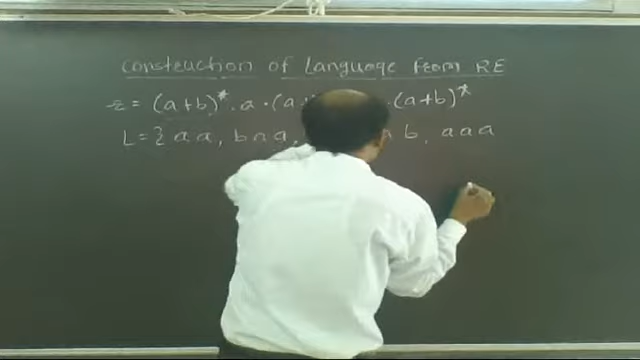 Construction of Language from RE
r = (a+b)* . a . (a . (a+b)*
L = { aa, baa, b, aaa